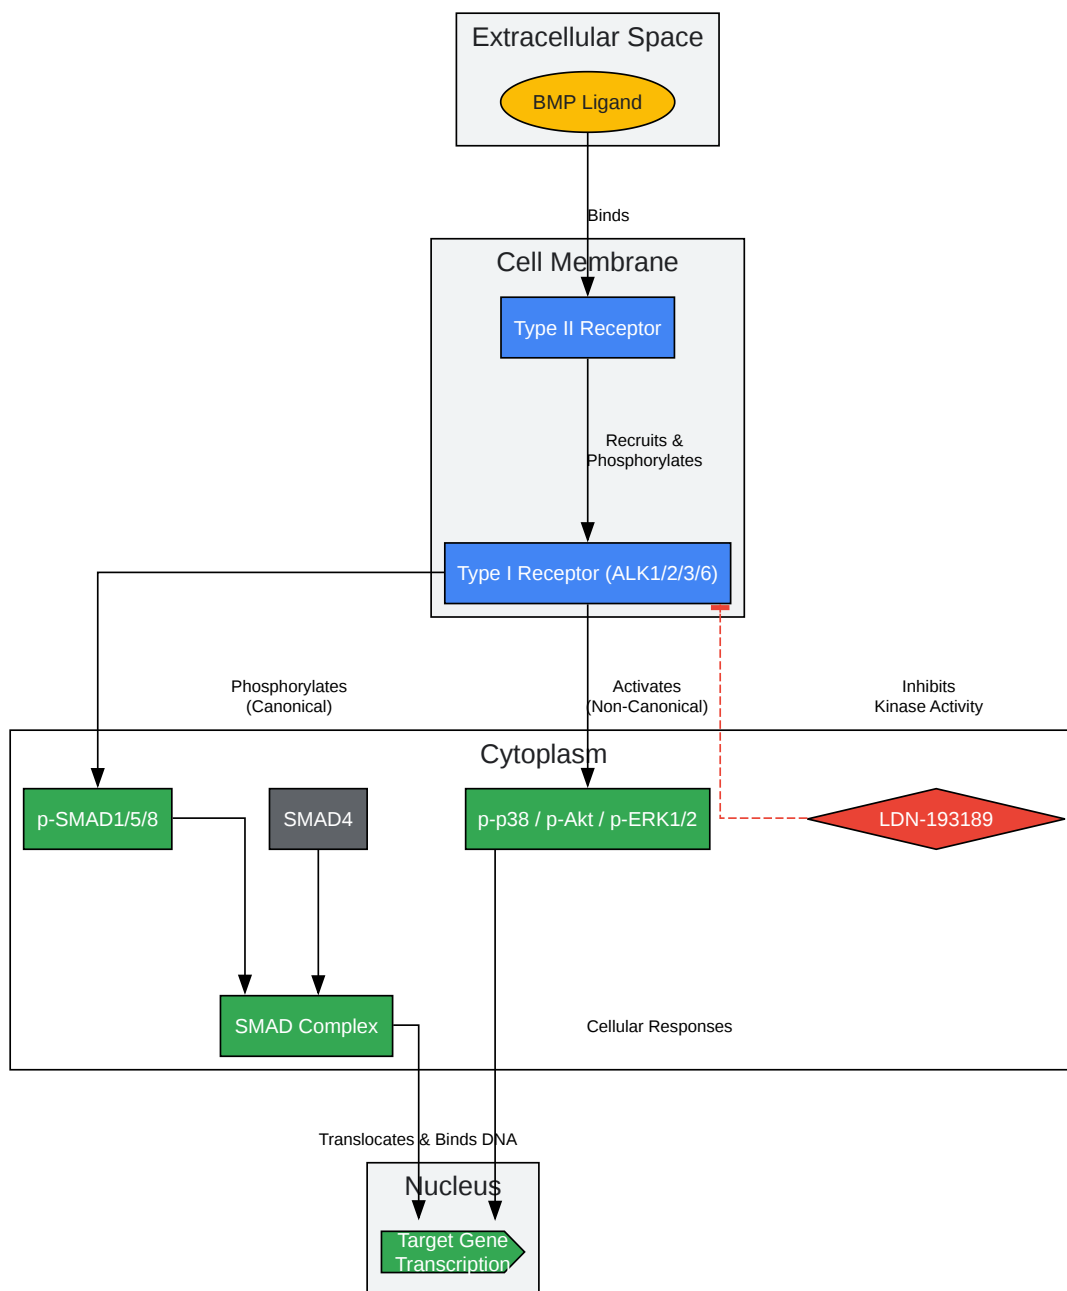 Extracellular Space
BMP Ligand
Binds
Cell Membrane
Type II Receptor
Recruits &
Phosphorylates
Type I Receptor (ALK1/2/3/6)
Phosphorylates
(Canonical)
Activates
(Non-Canonical)
Inhibits
Kinase Activity
Cytoplasm
p-SMAD1/5/8
SMAD4
p-p38 / p-Akt / p-ERK1/2
LDN-193189
SMAD Complex
Cellular Responses
Translocates & Binds DNA
Nucleus
Target Gene
Transcription